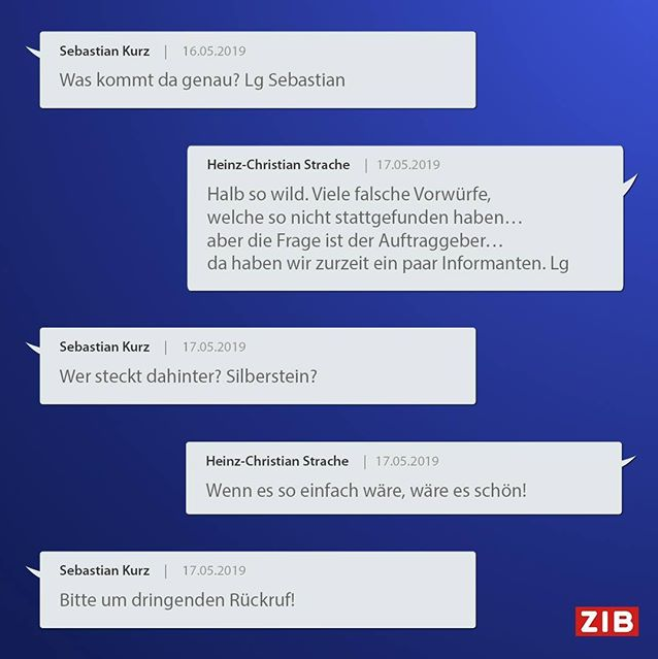 Sebastian Kurz | 16.05.2019
Was kommt da genau? Lg Sebastian
Heinz-Christian Strache | 17.05.2019
Halb so wild. Viele falsche Vorwürfe,
welche so nicht stattgefunden haben…
aber die Frage ist der Auftraggeber…
da haben wir zurzeit ein paar Informanten. Lg
Sebastian Kurz | 17.05.2019
Wer steckt dahinter? Silberstein?
Heinz-Christian Strache | 17.05.2019
Wenn es so einfach wäre, wäre es schön!
Sebastian Kurz | 17.05.2019
Bitte um dringenden Rückruf!
ZIB